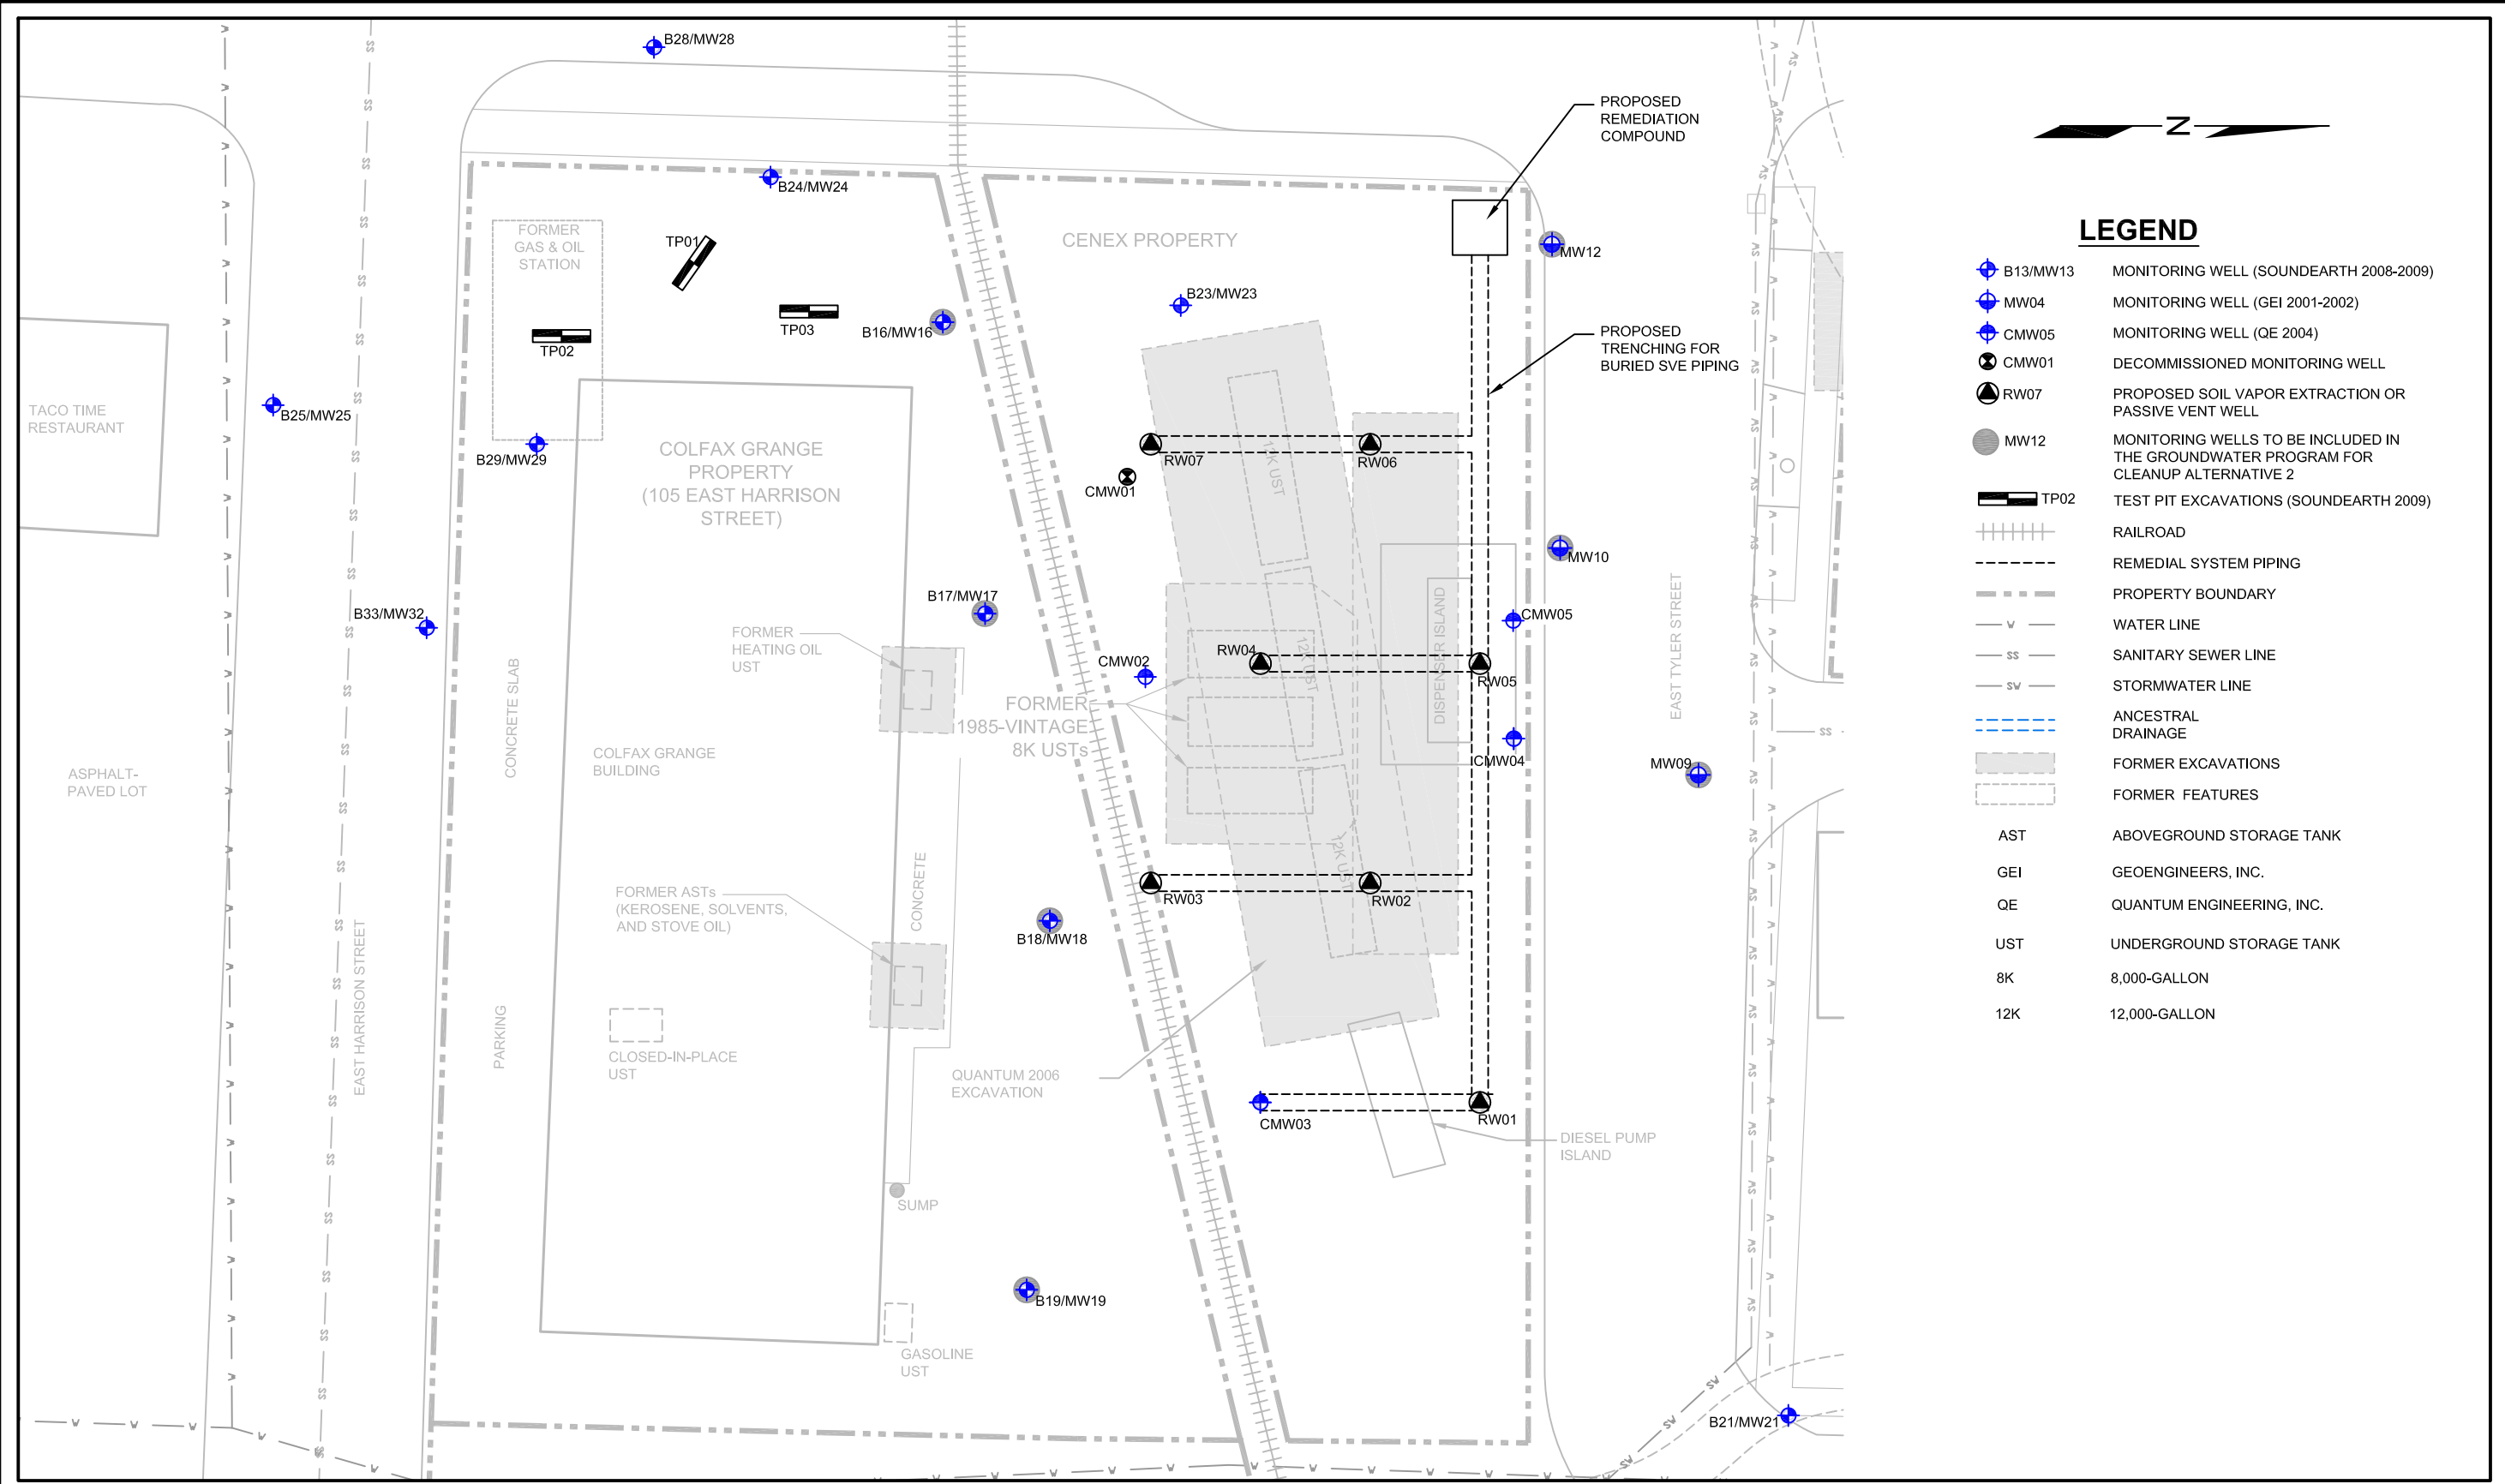 B28/MW28
B24/MW24
FORMER
GAS & OIL
STATION
TP01
TP02
TP03
B16/MW16
CENEX PROPERTY
B23/MW23
PROPOSED
REMEDIATION
COMPOUND
MW12
PROPOSED
TRENCHING FOR
BURIED SVE PIPING
TACO TIME
RESTAURANT
B25/MW25
B29/MW29
COLFAX GRANGE
PROPERTY
(105 EAST HARRISON
STREET)
RW07
RW06
CMW01
12K UST
MW10
B33/MW32
B17/MW17
FORMER
HEATING OIL
UST
CMW02
RW04
12K UST
DISPENSER ISLAND
CMW05
RW05
EAST TYLER STREET
CONCRETE SLAB
FORMER
1985-VINTAGE
8K USTs
CMW04
MW09
COLFAX GRANGE
BUILDING
ASPHALT-
PAVED LOT
12K UST
RW03
RW02
FORMER ASTs
(KEROSENE, SOLVENTS,
AND STOVE OIL)
CONCRETE
B18/MW18
EAST HARRISON STREET
PARKING
CLOSED-IN-PLACE
UST
QUANTUM 2006
EXCAVATION
CMW03
RW01
DIESEL PUMP
ISLAND
SUMP
B19/MW19
GASOLINE
UST
B21/MW21
N
LEGEND
B13/MW13 MONITORING WELL (SOUNDEARTH 2008-2009)
MW04 MONITORING WELL (GEI 2001-2002)
CMW05 MONITORING WELL (QE 2004)
CMW01 DECOMMISSIONED MONITORING WELL
RW07 PROPOSED SOIL VAPOR EXTRACTION OR
PASSIVE VENT WELL
MW12 MONITORING WELLS TO BE INCLUDED IN
THE GROUNDWATER PROGRAM FOR
CLEANUP ALTERNATIVE 2
TP02 TEST PIT EXCAVATIONS (SOUNDEARTH 2009)
RAILROAD
REMEDIAL SYSTEM PIPING
PROPERTY BOUNDARY
W WATER LINE
SS SANITARY SEWER LINE
SW STORMWATER LINE
ANCESTRAL
DRAINAGE
FORMER EXCAVATIONS
FORMER FEATURES
AST ABOVEGROUND STORAGE TANK
GEI GEOENGINEERS, INC.
QE QUANTUM ENGINEERING, INC.
UST UNDERGROUND STORAGE TANK
8K 8,000-GALLON
12K 12,000-GALLON